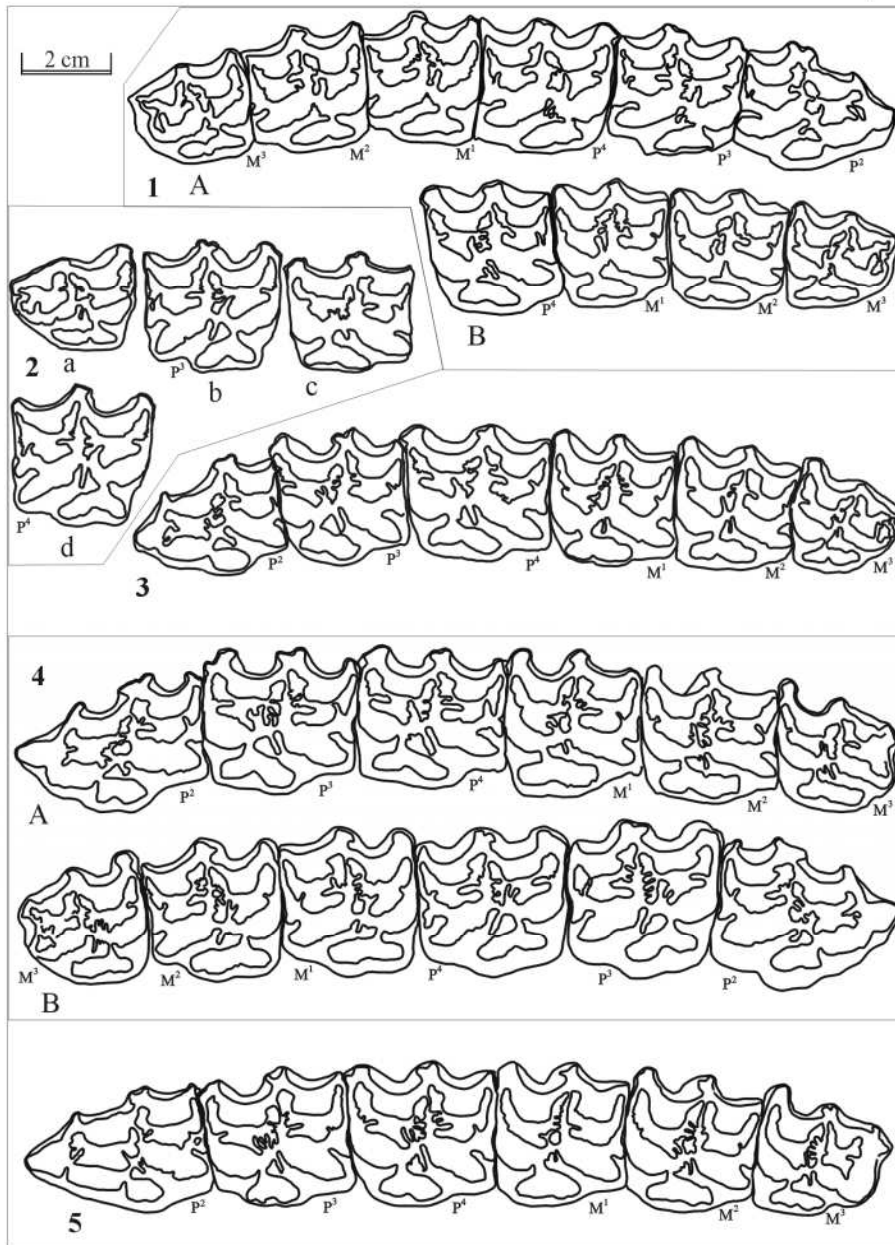 2 cm
M³ M² M¹ P⁴ P³ P²
1 A
P⁴ M¹ M² M³
B
2 a P³ b c
P⁴ d
P² P³ P⁴ M¹ M² M³
3
4
P² P³ P⁴ M¹ M² M³
A
M³ M² M¹ P⁴ P³ P²
B
P² P³ P⁴ M¹ M² M³
5